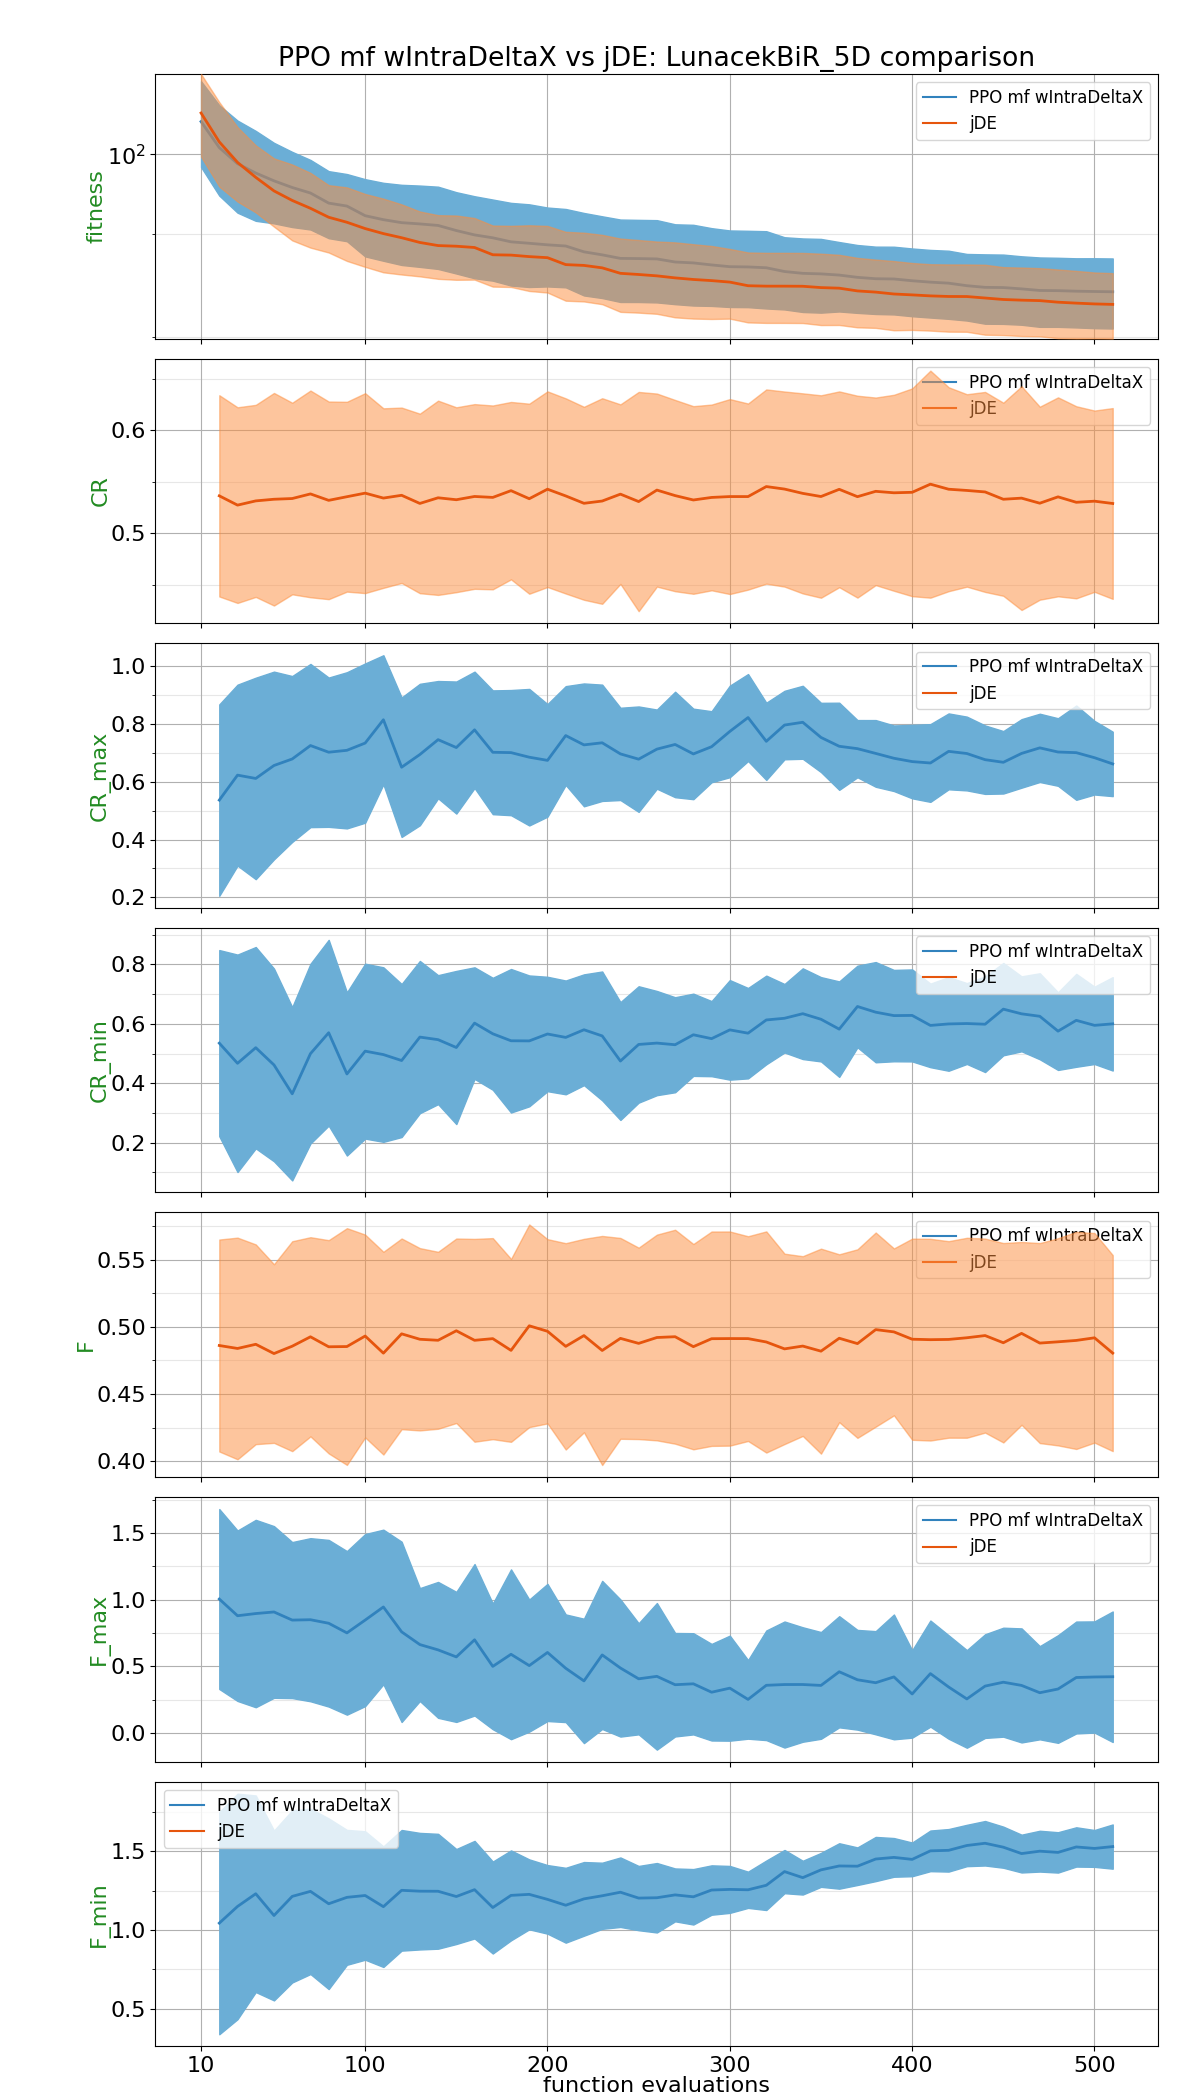 PPO mf wIntraDeltaX vs jDE: LunacekBiR_5D comparison
PPO mf wIntraDeltaX
jDE
10²
fitness
PPO mf wIntraDeltaX
jDE
0.6
0.5
CR
PPO mf wIntraDeltaX
jDE
1.0
0.8
0.6
0.4
0.2
CR_max
PPO mf wIntraDeltaX
jDE
0.8
0.6
0.4
0.2
CR_min
PPO mf wIntraDeltaX
jDE
0.55
0.50
0.45
0.40
F
PPO mf wIntraDeltaX
jDE
1.5
1.0
0.5
0.0
F_max
PPO mf wIntraDeltaX
jDE
1.5
1.0
0.5
F_min
10 100 200 300 400 500
function evaluations